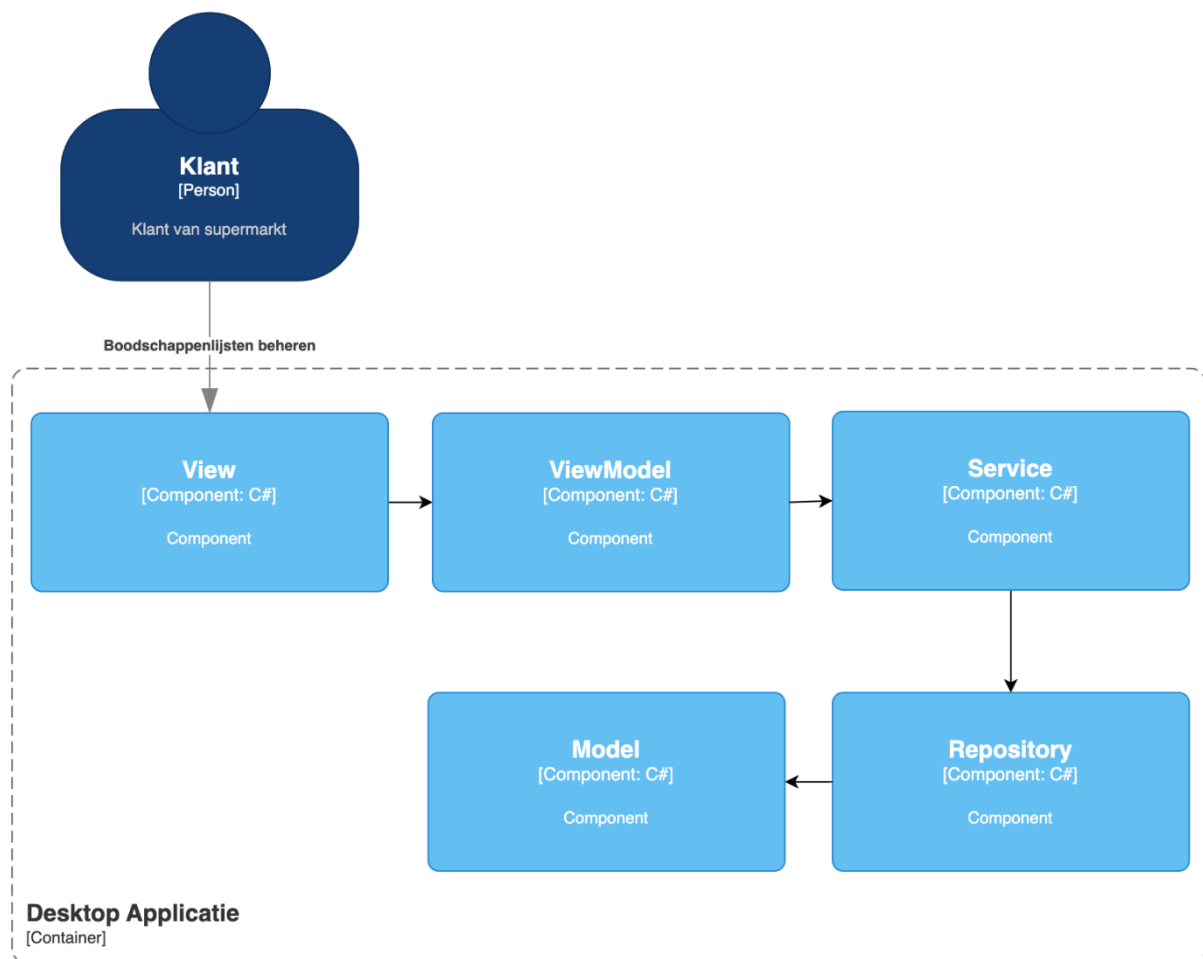 Klant
[Person]
Klant van supermarkt
Boodschappenlijsten beheren
View
[Component: C#]
Component
ViewModel
[Component: C#]
Component
Service
[Component: C#]
Component
Model
[Component: C#]
Component
Repository
[Component: C#]
Component
Desktop Applicatie
[Container]